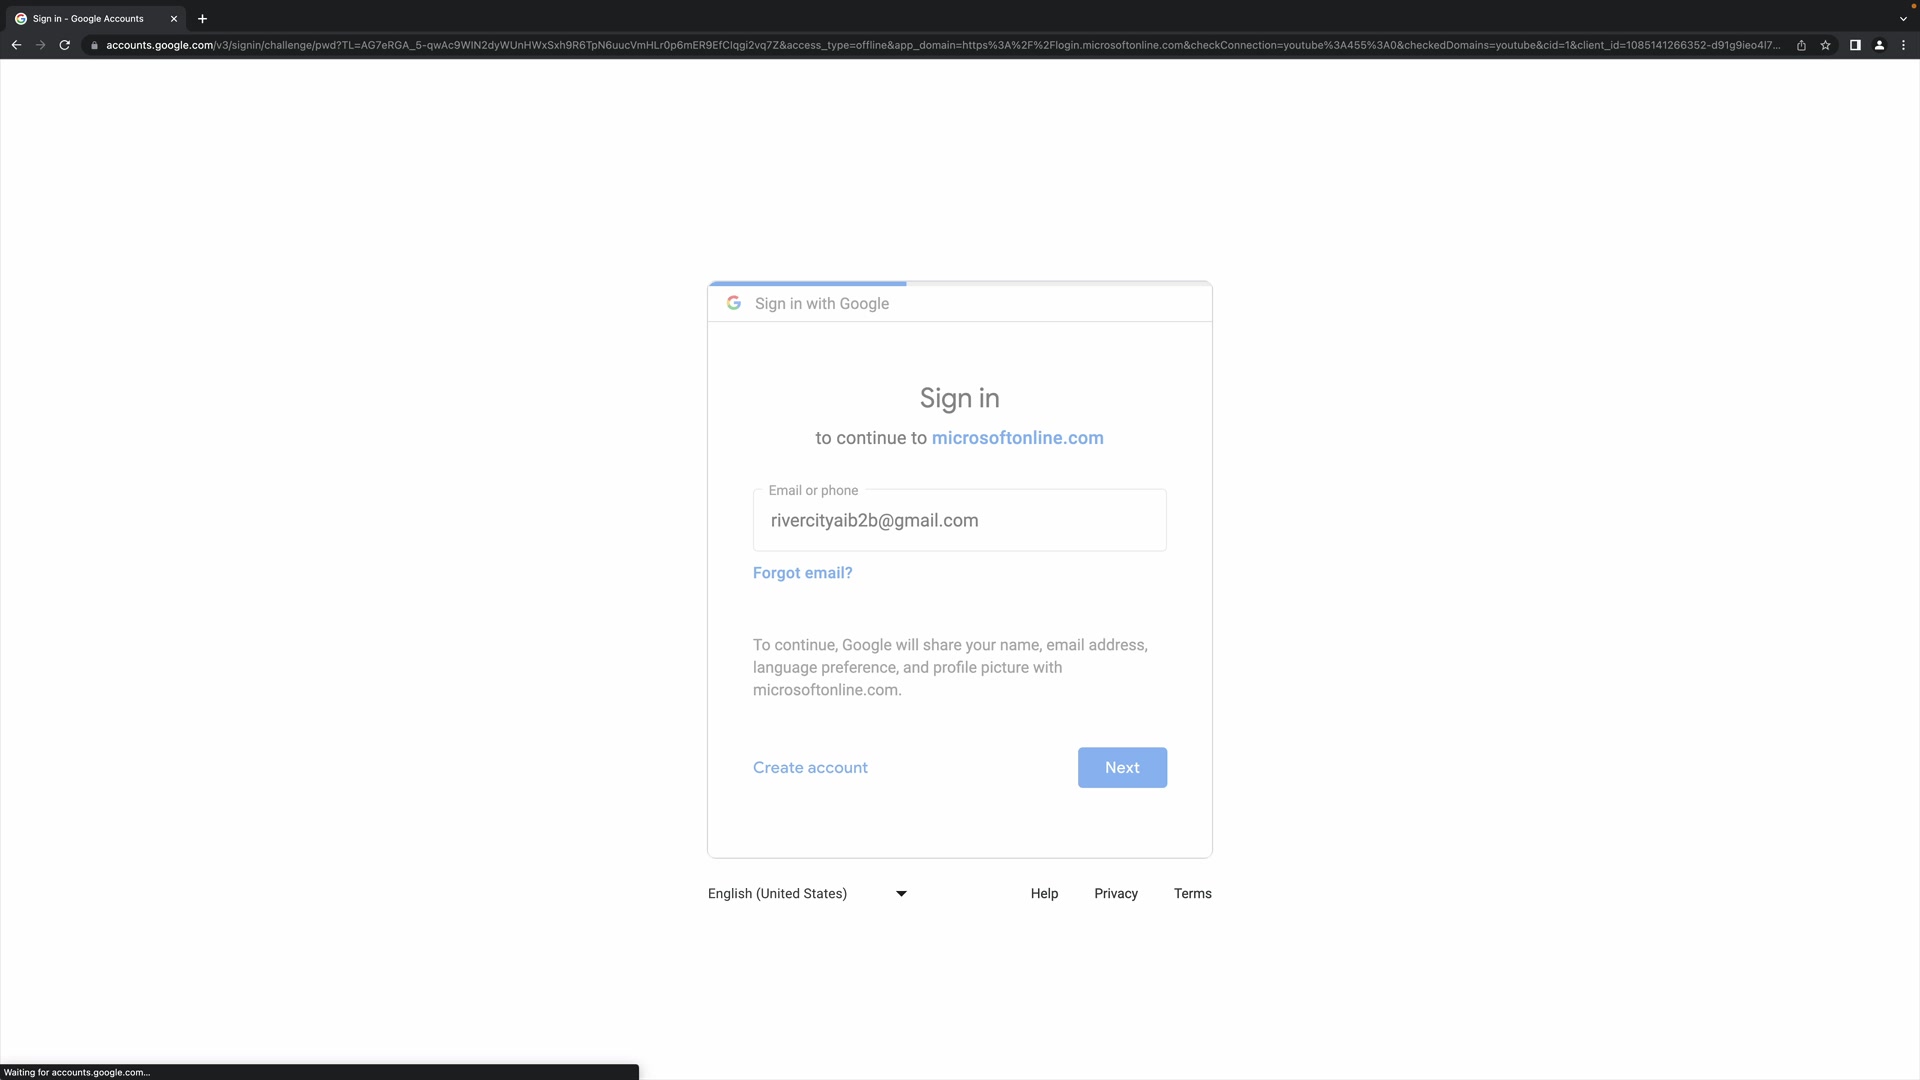 Sign in - Google Accounts
accounts.google.com/v3/signin/challenge/pwd?TL=AG7eRGA_5-qwAc9WIN2dyWUnHWxSxh9R6TpN6uucVmHLr0p6mER9EfClqgi2vq7Z&access_type=offline&app_domain=https%3A%2F%2Flogin.microsoftonline.com&checkConnection=youtube%3A455%3A0&checkedDomains=youtube&cid=1&client_id=1085141266352-d91g9ieo4l7...
Sign in with Google
Sign in
to continue to microsoftonline.com
Email or phone
rivercityaib2b@gmail.com
Forgot email?
To continue, Google will share your name, email address,
language preference, and profile picture with
microsoftonline.com.
Create account
Next
English (United States)
Help
Privacy
Terms
Waiting for accounts.google.com...